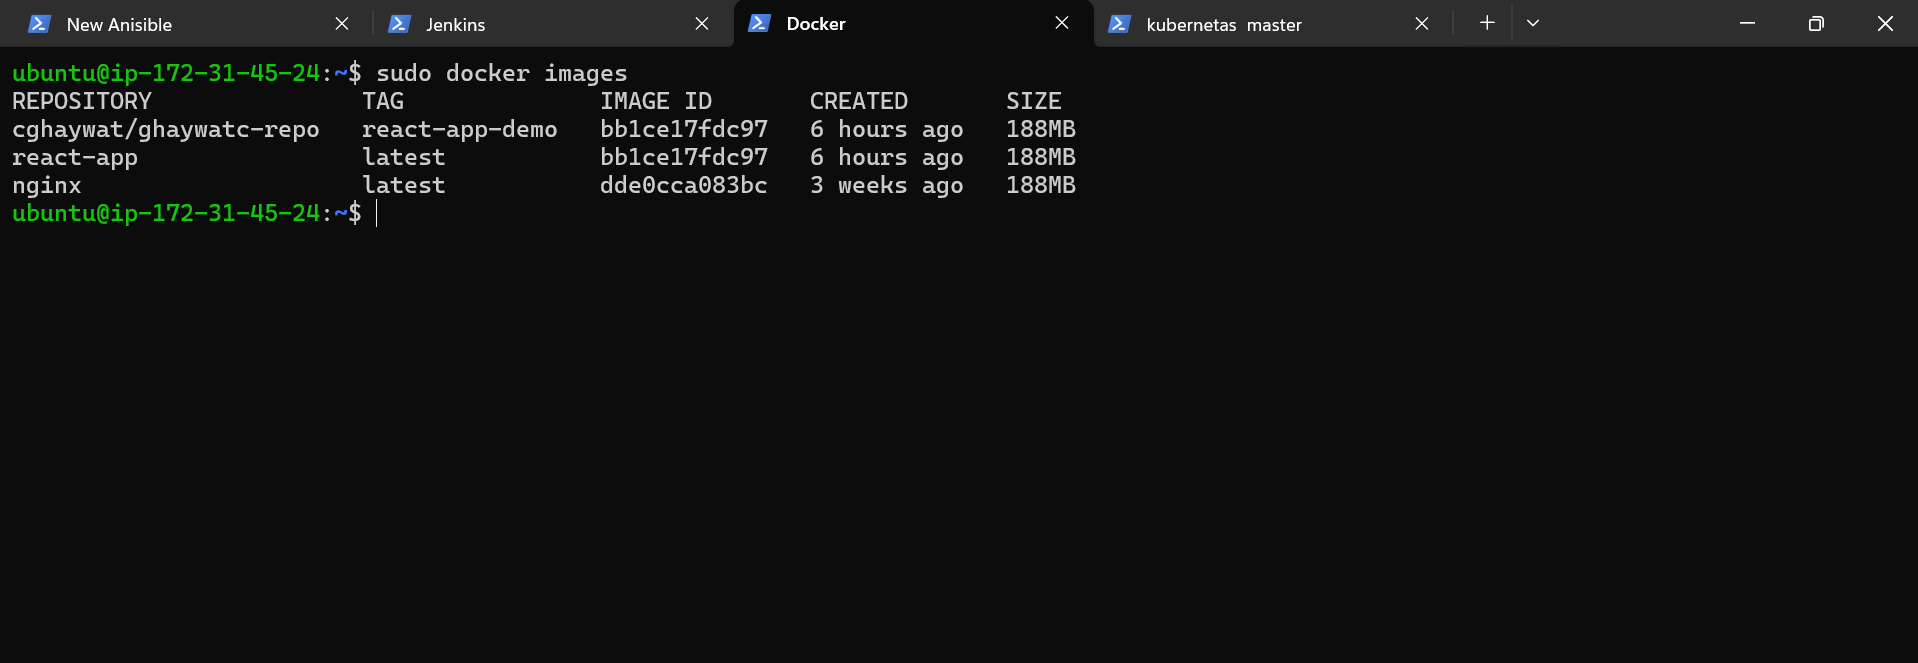 New Anisible Jenkins Docker kubernetas master
ubuntu@ip-172-31-45-24:~$ sudo docker images
REPOSITORY TAG IMAGE ID CREATED SIZE
cghaywat/ghaywatc-repo react-app-demo bb1ce17fdc97 6 hours ago 188MB
react-app latest bb1ce17fdc97 6 hours ago 188MB
nginx latest dde0cca083bc 3 weeks ago 188MB
ubuntu@ip-172-31-45-24:~$